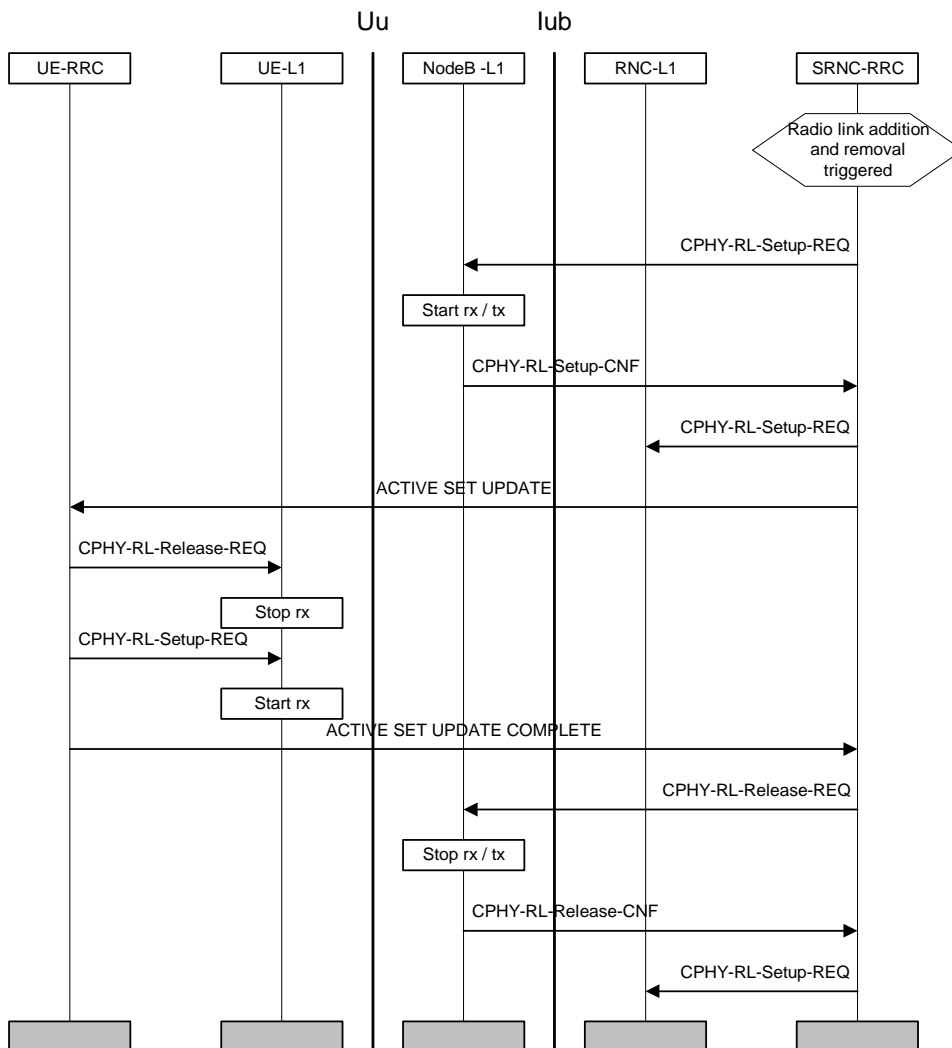 Uu
Iub
UE-RRC
UE-L1
NodeB -L1
RNC-L1
SRNC-RRC
Radio link addition
and removal
triggered
CPHY-RL-Setup-REQ
Start rx / tx
CPHY-RL-Setup-CNF
CPHY-RL-Setup-REQ
ACTIVE SET UPDATE
CPHY-RL-Release-REQ
Stop rx
CPHY-RL-Setup-REQ
Start rx
ACTIVE SET UPDATE COMPLETE
CPHY-RL-Release-REQ
Stop rx / tx
CPHY-RL-Release-CNF
CPHY-RL-Setup-REQ